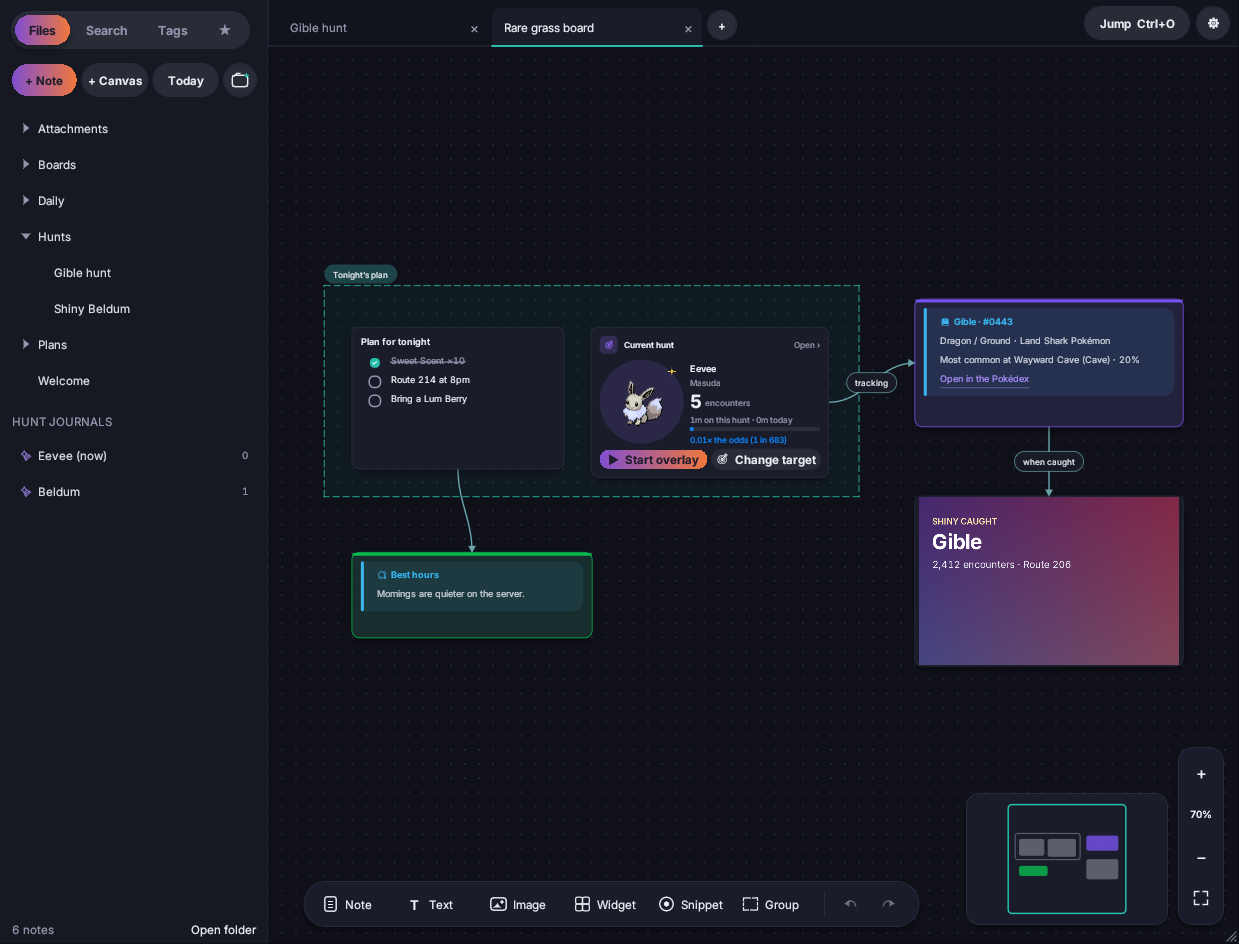 Files
Search
Tags
Gible hunt
Rare grass board
Jump Ctrl+O
+ Note
+ Canvas
Today
Attachments
Boards
Daily
Hunts
Gible hunt
Shiny Beldum
Plans
Welcome
HUNT JOURNALS
Eevee (now) 0
Beldum 1
6 notes
Open folder
Tonight's plan
Plan for tonight
Sweet Scent ×10
Route 214 at 8pm
Bring a Lum Berry
Current hunt
Open ›
Eevee
Masuda
5 encounters
1m on this hunt · 0m today
0.01× the odds (1 in 683)
Start overlay
Change target
tracking
Gible · #0443
Dragon / Ground · Land Shark Pokémon
Most common at Wayward Cave (Cave) · 20%
Open in the Pokédex
when caught
SHINY CAUGHT
Gible
2,412 encounters · Route 206
Best hours
Mornings are quieter on the server.
+
70%
−
Note
Text
Image
Widget
Snippet
Group